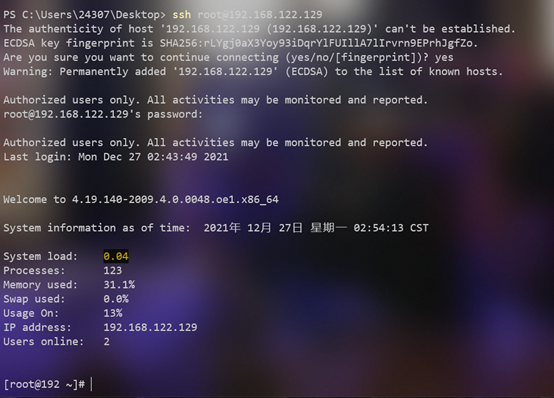 PS C:\Users\24307\Desktop> ssh root@192.168.122.129
The authenticity of host '192.168.122.129 (192.168.122.129)' can't be established.
ECDSA key fingerprint is SHA256:rLYgj0aX3Yoy93iDqrYlFUIllA7lIrvrn9EPrhJgfZo.
Are you sure you want to continue connecting (yes/no/[fingerprint])? yes
Warning: Permanently added '192.168.122.129' (ECDSA) to the list of known hosts.
Authorized users only. All activities may be monitored and reported.
root@192.168.122.129's password:
Authorized users only. All activities may be monitored and reported.
Last login: Mon Dec 27 02:43:49 2021
Welcome to 4.19.140-2009.4.0.0048.oe1.x86_64
System information as of time:  2021年 12月 27日 星期一 02:54:13 CST
System load:    0.04
Processes:      123
Memory used:    31.1%
Swap used:      0.0%
Usage On:       13%
IP address:     192.168.122.129
Users online:   2
[root@192 ~]#